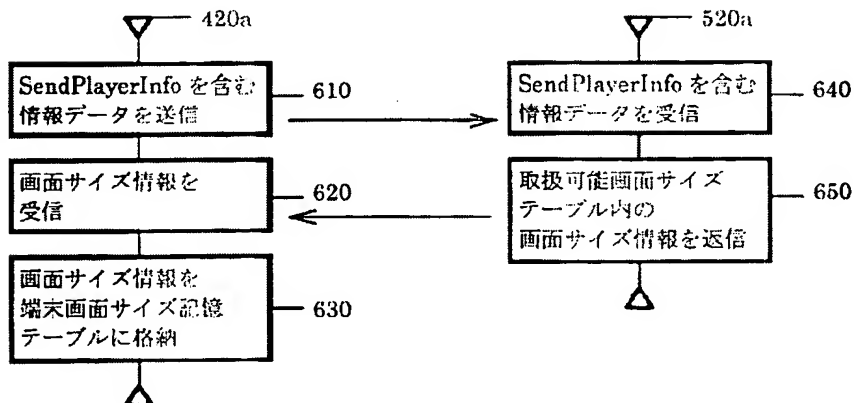 420a
SendPlayerInfo を含む
情報データを送信
610
画面サイズ情報を
受信
620
画面サイズ情報を
端末画面サイズ記憶
テーブルに格納
630
520a
SendPlayerInfo を含む
情報データを受信
640
取扱可能画面サイズ
テーブル内の
画面サイズ情報を返信
650